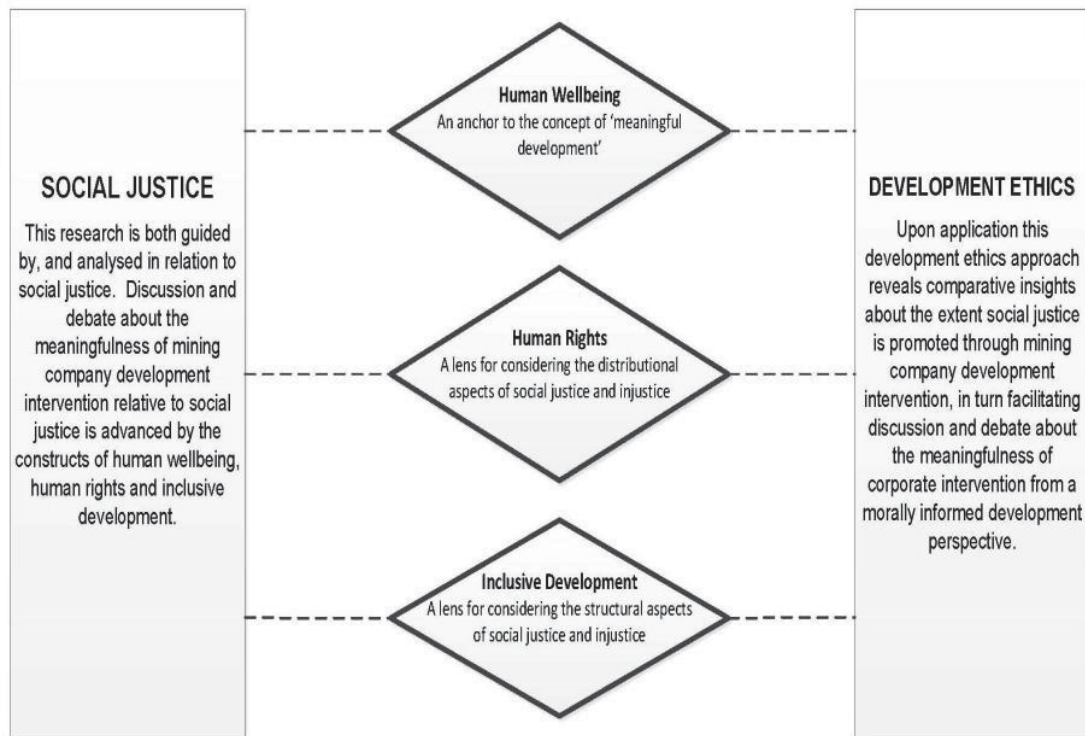 SOCIAL JUSTICE
This research is both guided
by, and analysed in relation to
social justice. Discussion and
debate about the
meaningfulness of mining
company development
intervention relative to social
justice is advanced by the
constructs of human wellbeing,
human rights and inclusive
development.
Human Wellbeing
An anchor to the concept of ‘meaningful
development’
Human Rights
A lens for considering the distributional
aspects of social justice and injustice
Inclusive Development
A lens for considering the structural aspects
of social justice and injustice
DEVELOPMENT ETHICS
Upon application this
development ethics approach
reveals comparative insights
about the extent social justice
is promoted through mining
company development
intervention, in turn facilitating
discussion and debate about
the meaningfulness of
corporate intervention from a
morally informed development
perspective.